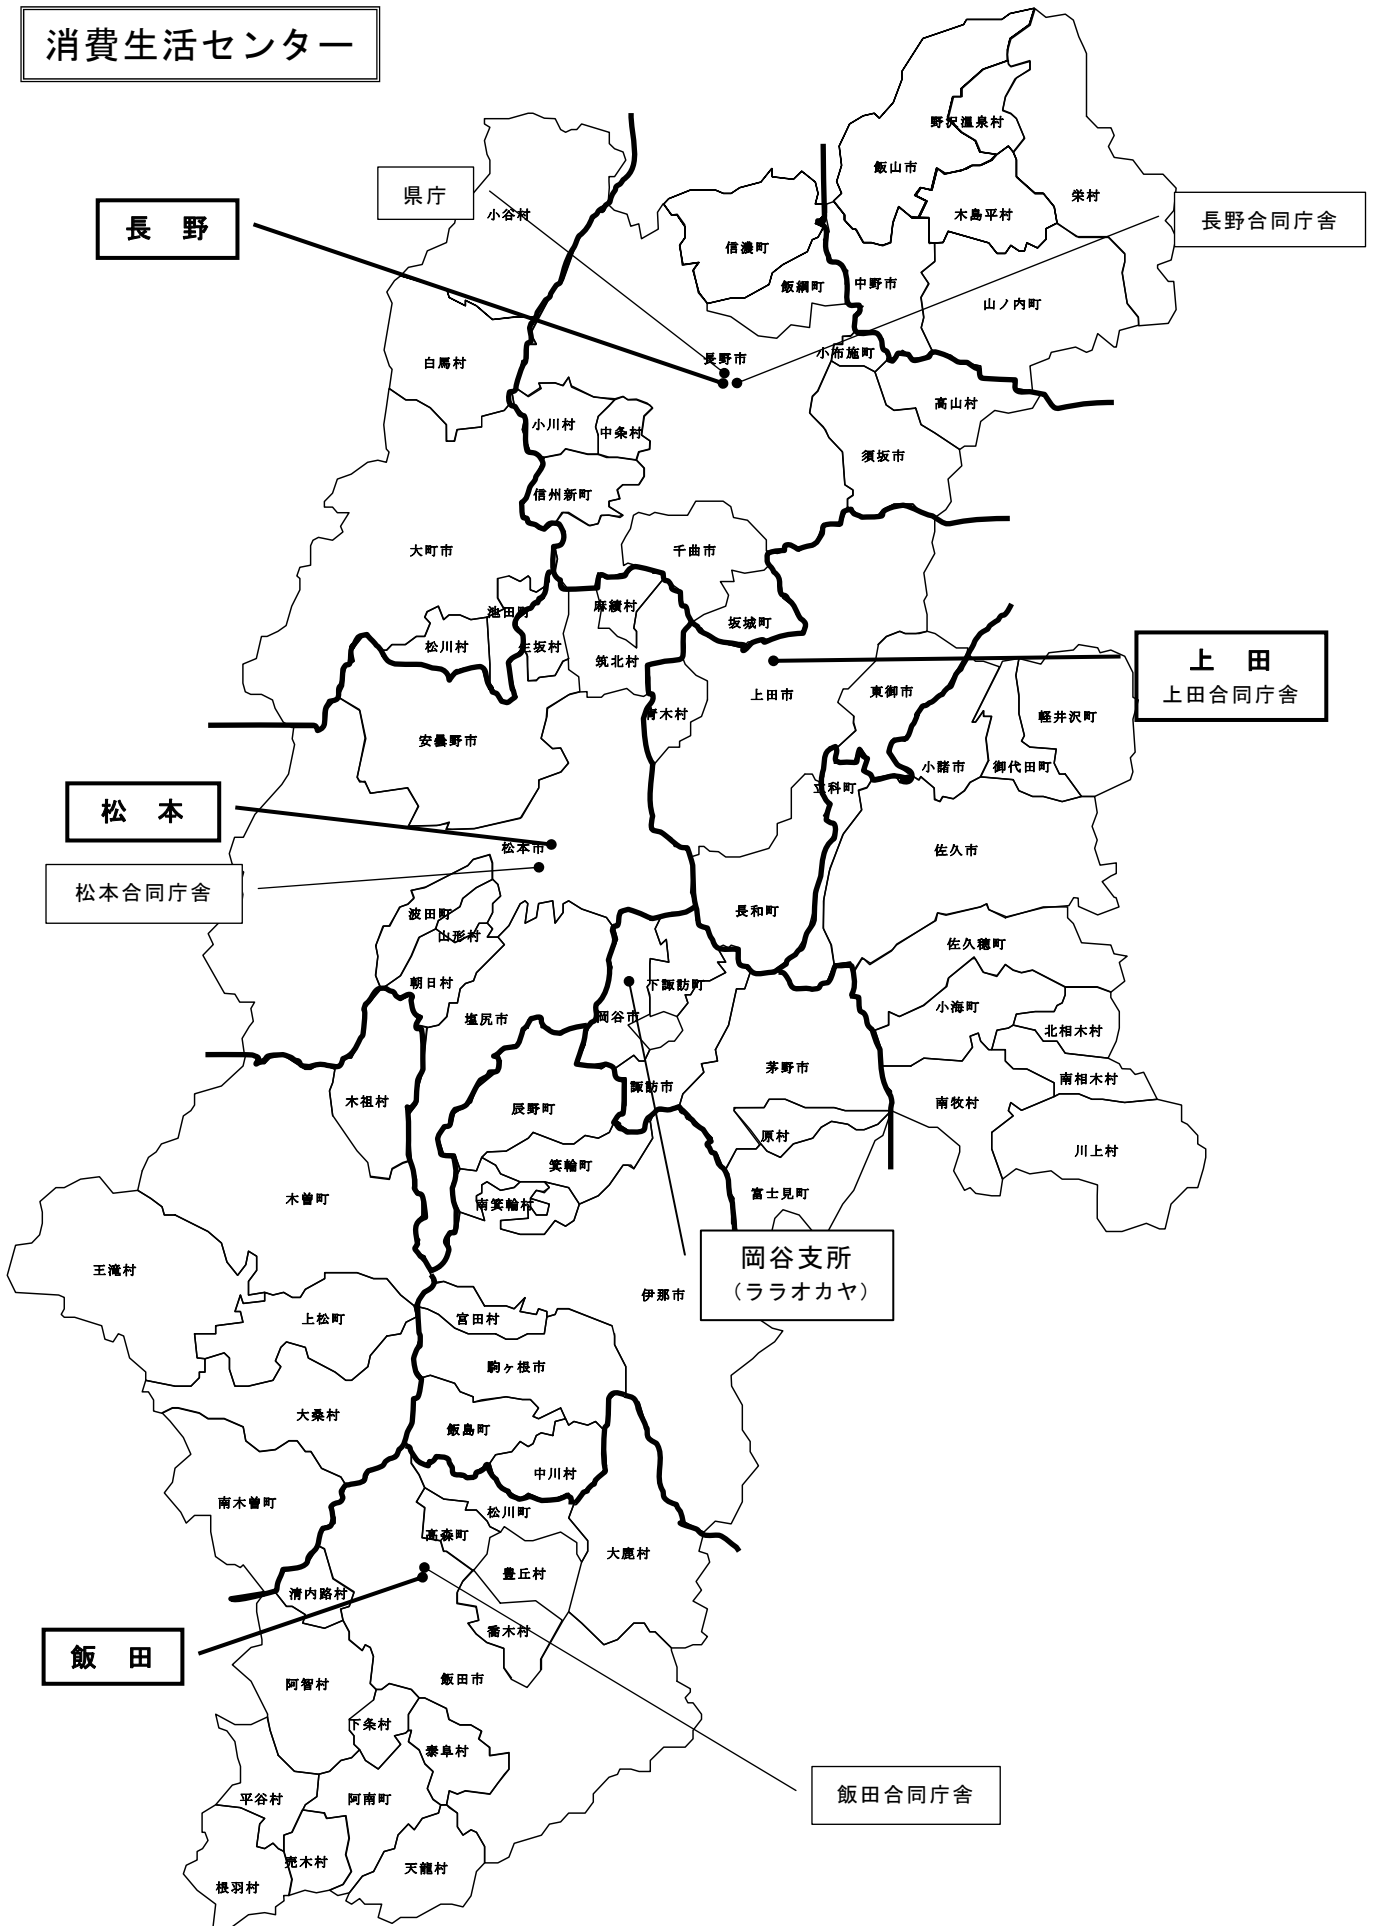 消費生活センター
野沢温泉村
飯山市
県庁
栄村
小谷村
木島平村
長野合同庁舎
長　野
信濃町
飯綱町
中野市
山ノ内町
小布施町
長野市
白馬村
高山村
小川村
中条村
須坂市
信州新町
大町市
千曲市
池田町
麻績村
坂城町
松川村
生坂村
筑北村
上　田
上田合同庁舎
上田市
東御市
青木村
軽井沢町
安曇野市
小諸市
御代田町
立科町
松　本
松本市
佐久市
松本合同庁舎
波田町
長和町
山形村
佐久穂町
朝日村
下諏訪町
塩尻市
岡谷市
小海町
北相木村
茅野市
南相木村
諏訪市
木祖村
辰野町
南牧村
原村
川上村
箕輪町
木曽町
南箕輪村
富士見町
岡谷支所
（ララオカヤ）
王滝村
伊那市
上松町
宮田村
駒ヶ根市
大桑村
飯島町
中川村
南木曽町
松川町
高森町
大鹿村
豊丘村
清内路村
喬木村
飯　田
飯田市
阿智村
下条村
泰阜村
飯田合同庁舎
平谷村
阿南町
売木村
天龍村
根羽村